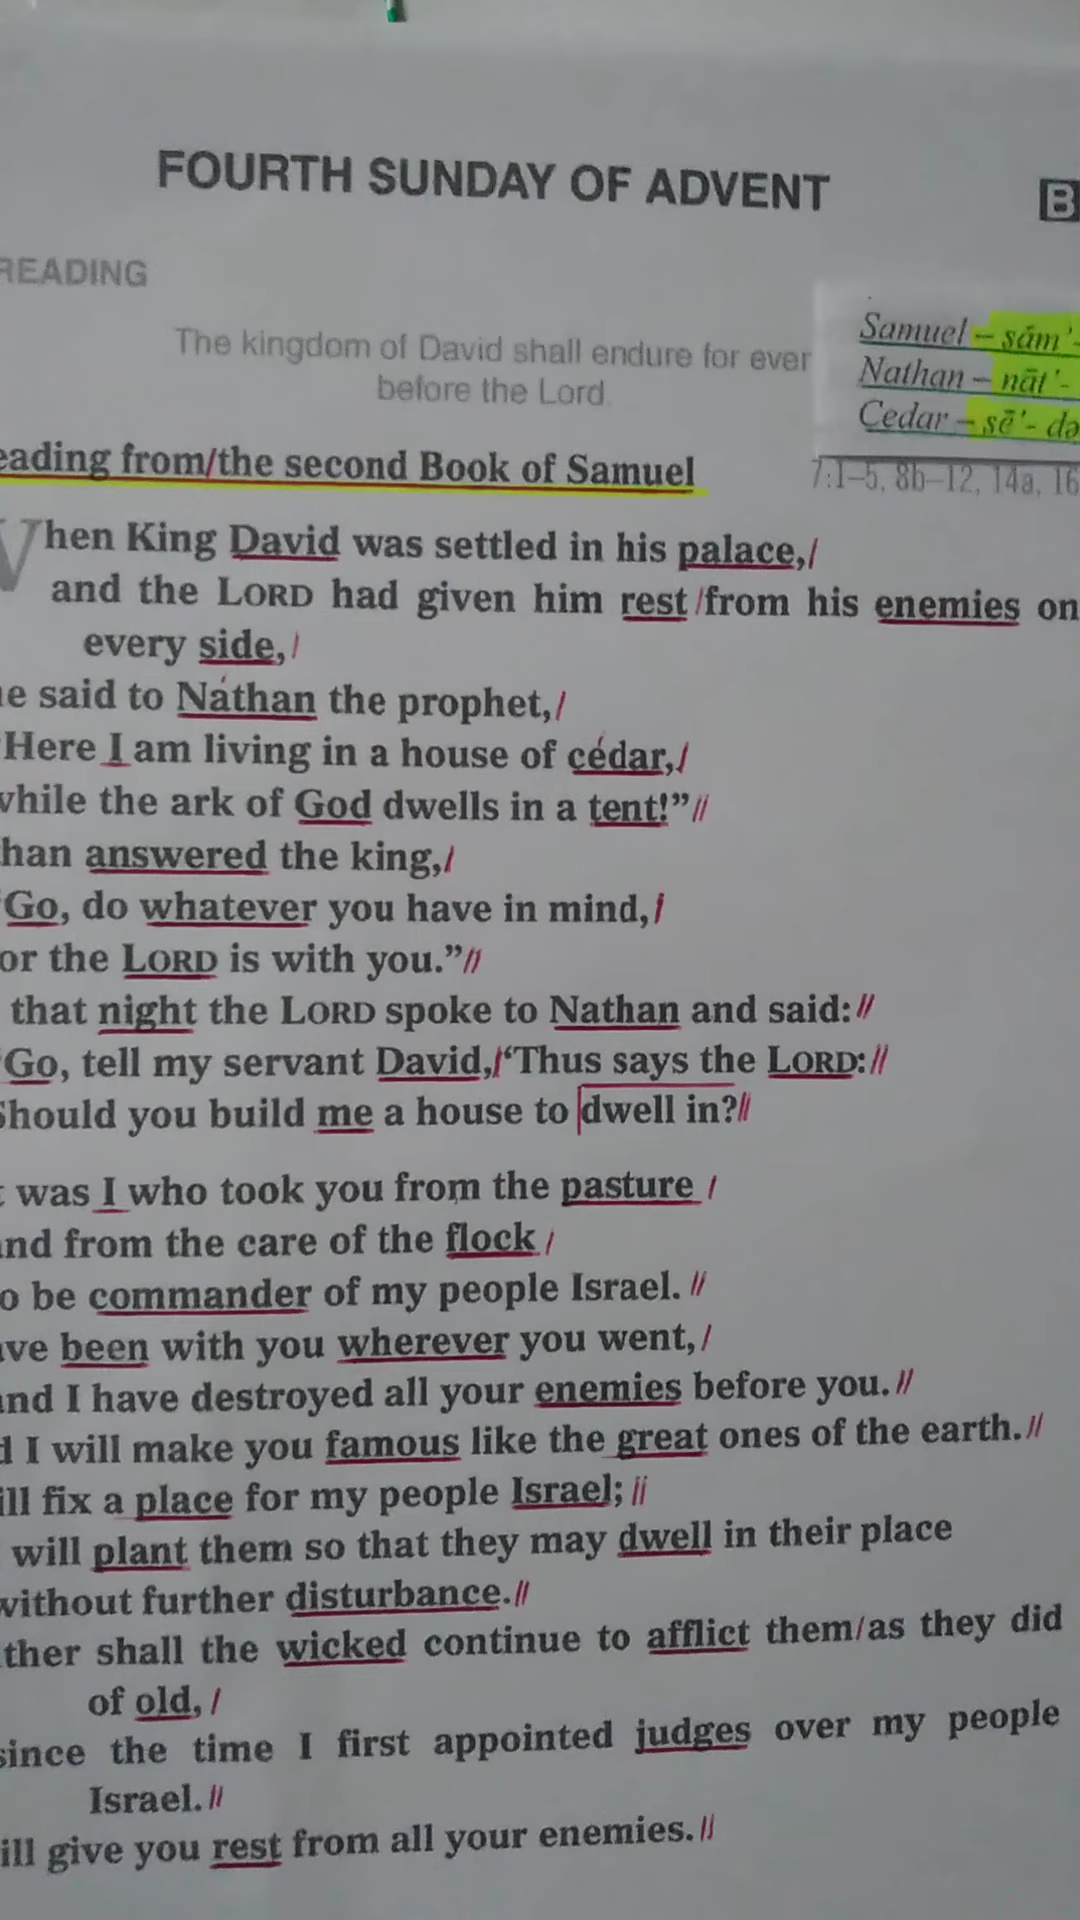 FOURTH SUNDAY OF ADVENT B
READING
The kingdom of David shall endure for ever
before the Lord.
Samuel – săm'-
Nathan – nāt'-
Cedar – sē'- də
eading from/the second Book of Samuel
7:1–5, 8b–12, 14a, 16
When King David was settled in his palace,/
and the LORD had given him rest /from his enemies on
every side,/
e said to Náthan the prophet,/
Here I am living in a house of cédar,/
while the ark of God dwells in a tent!”//
han answered the king,/
“Go, do whatever you have in mind,/
or the LORD is with you.”//
that night the LORD spoke to Nathan and said://
“Go, tell my servant David,/‘Thus says the LORD://
Should you build me a house to dwell in?//
t was I who took you from the pasture /
and from the care of the flock /
o be commander of my people Israel. //
ave been with you wherever you went,/
and I have destroyed all your enemies before you.//
d I will make you famous like the great ones of the earth.//
ill fix a place for my people Israel; //
will plant them so that they may dwell in their place
without further disturbance.//
ther shall the wicked continue to afflict them/as they did
of old, /
since the time I first appointed judges over my people
Israel.//
ill give you rest from all your enemies.//